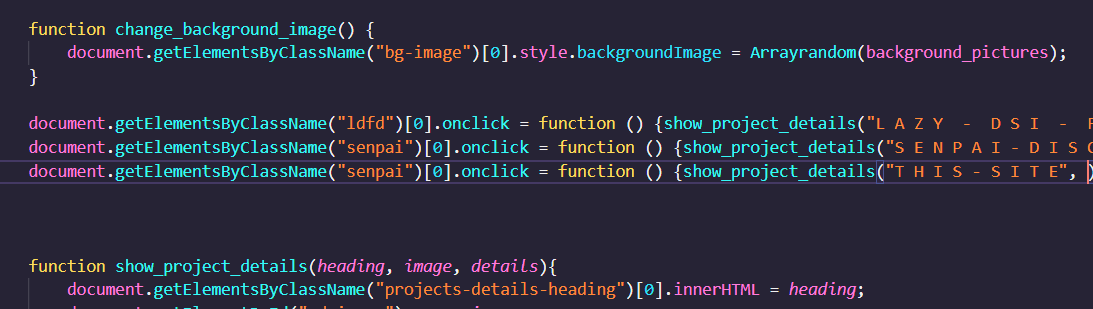 function change_background_image() {
document.getElementsByClassName("bg-image")[0].style.backgroundImage = Arrayrandom(background_pictures);
}
document.getElementsByClassName("ldfd")[0].onclick = function () {show_project_details("L A Z Y - D S I -
document.getElementsByClassName("senpai")[0].onclick = function () {show_project_details("S E N P A I - D I S C
document.getElementsByClassName("senpai")[0].onclick = function () {show_project_details("T H I S - S I T E", )
function show_project_details(heading, image, details){
document.getElementsByClassName("projects-details-heading")[0].innerHTML = heading;